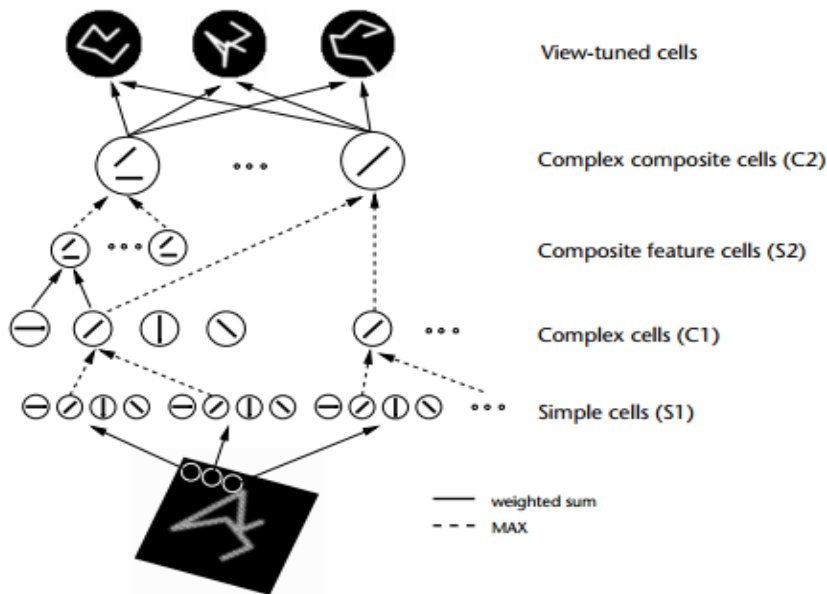 View-tuned cells
Complex composite cells (C2)
Composite feature cells (S2)
Complex cells (C1)
Simple cells (S1)
weighted sum
MAX